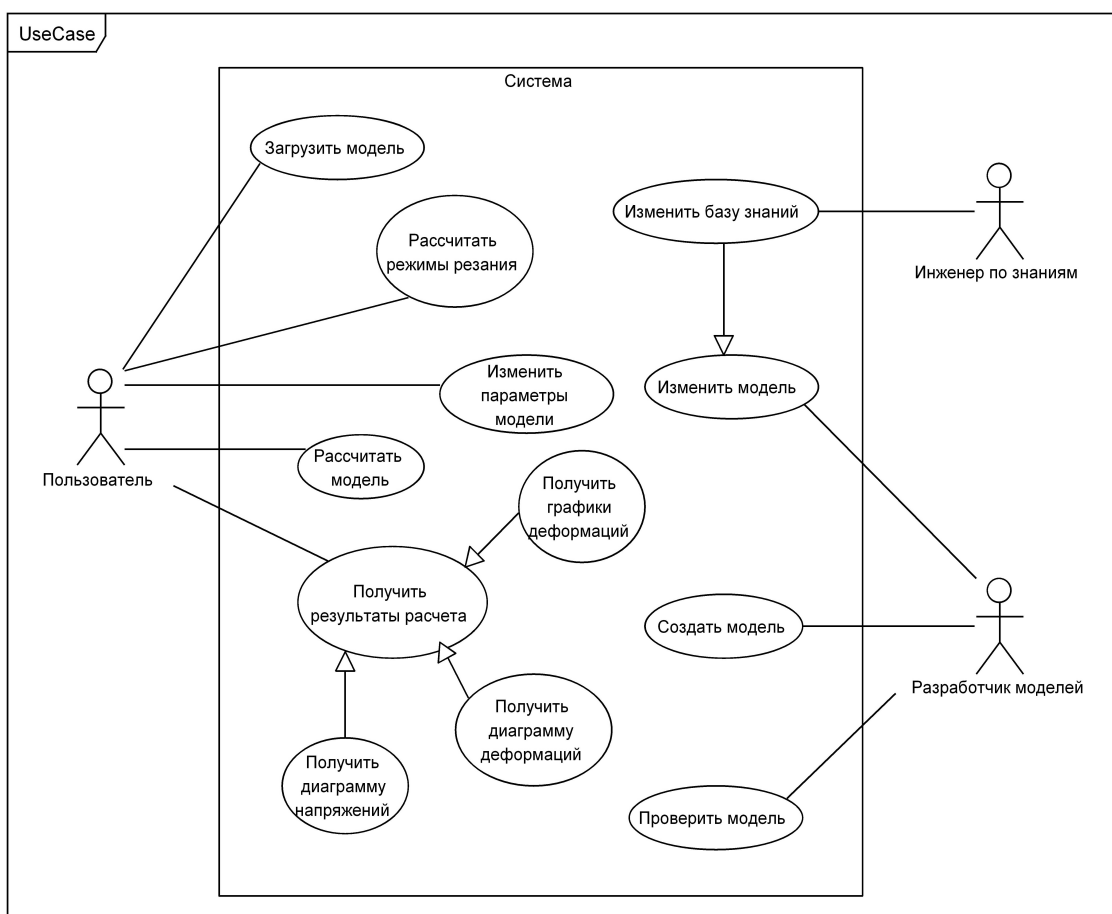 UseCase
Система
Загрузить модель
Рассчитать
режимы резания
Изменить базу знаний
Инженер по знаниям
Изменить
параметры
модели
Изменить модель
Пользователь
Рассчитать
модель
Получить
графики
деформаций
Получить
результаты расчета
Создать модель
Разработчик моделей
Получить
диаграмму
деформаций
Получить
диаграмму
напряжений
Проверить модель